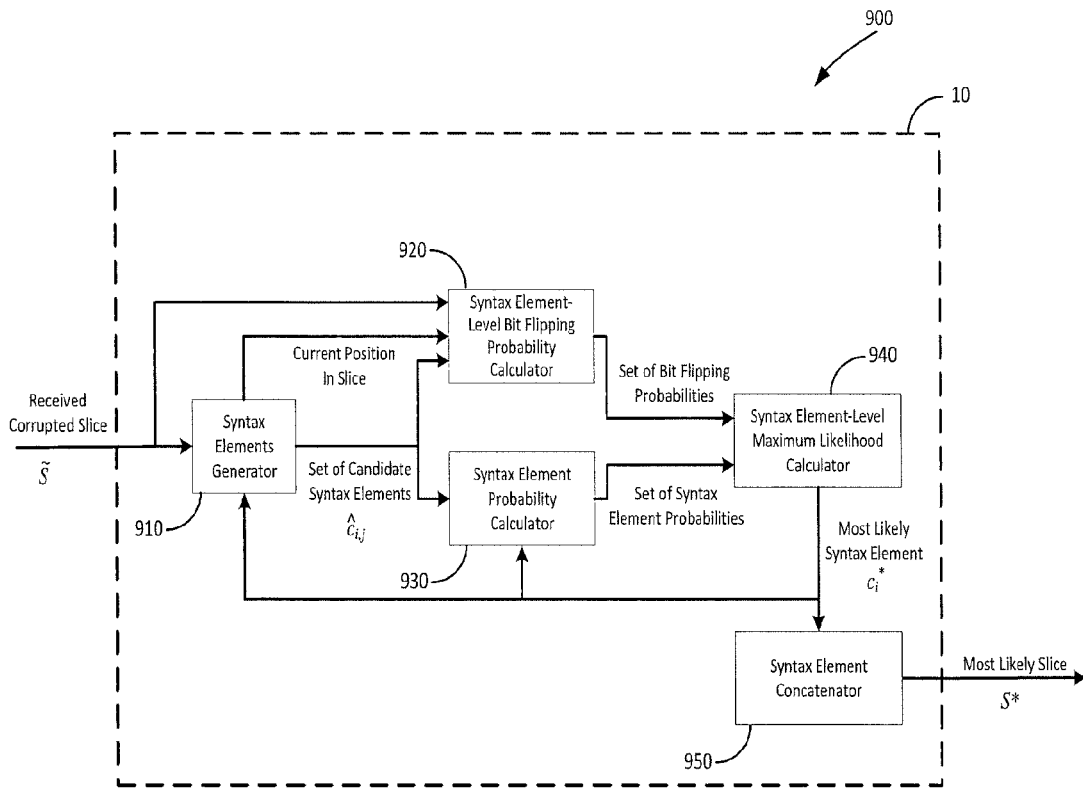 900
10
920
Syntax Element-
Level Bit Flipping
Probability
Calculator
Current Position
In Slice
Set of Bit Flipping
Probabilities
940
Received
Corrupted Slice
S̃
Syntax
Elements
Generator
910
Set of Candidate
Syntax Elements
ĉi,j
Syntax Element
Probability
Calculator
930
Set of Syntax
Element Probabilities
Syntax Element-Level
Maximum Likelihood
Calculator
Most Likely
Syntax Element
ci*
Syntax Element
Concatenator
950
Most Likely Slice
S*